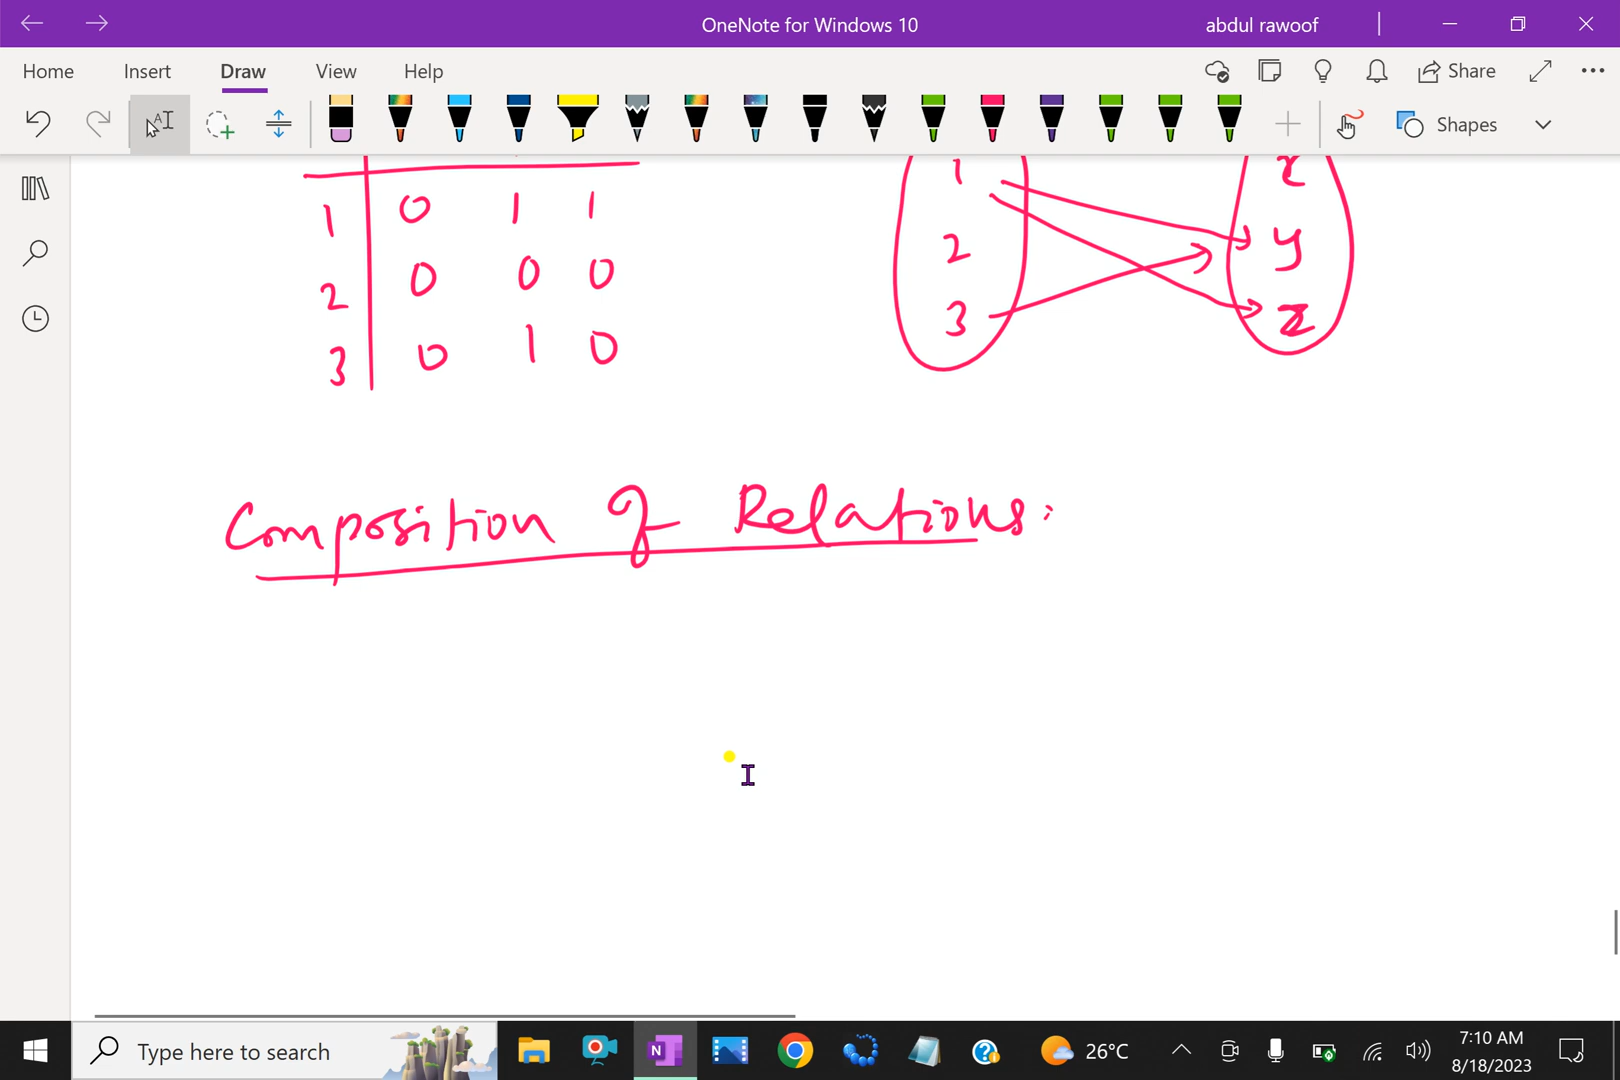 OneNote for Windows 10
abdul rawoof
Home Insert Draw View Help
Share
Shapes
1 0 1 1
2 0 0 0
3 0 1 0
1
2
3
x
y
z
Composition of Relations:
Type here to search
26°C
7:10 AM
8/18/2023